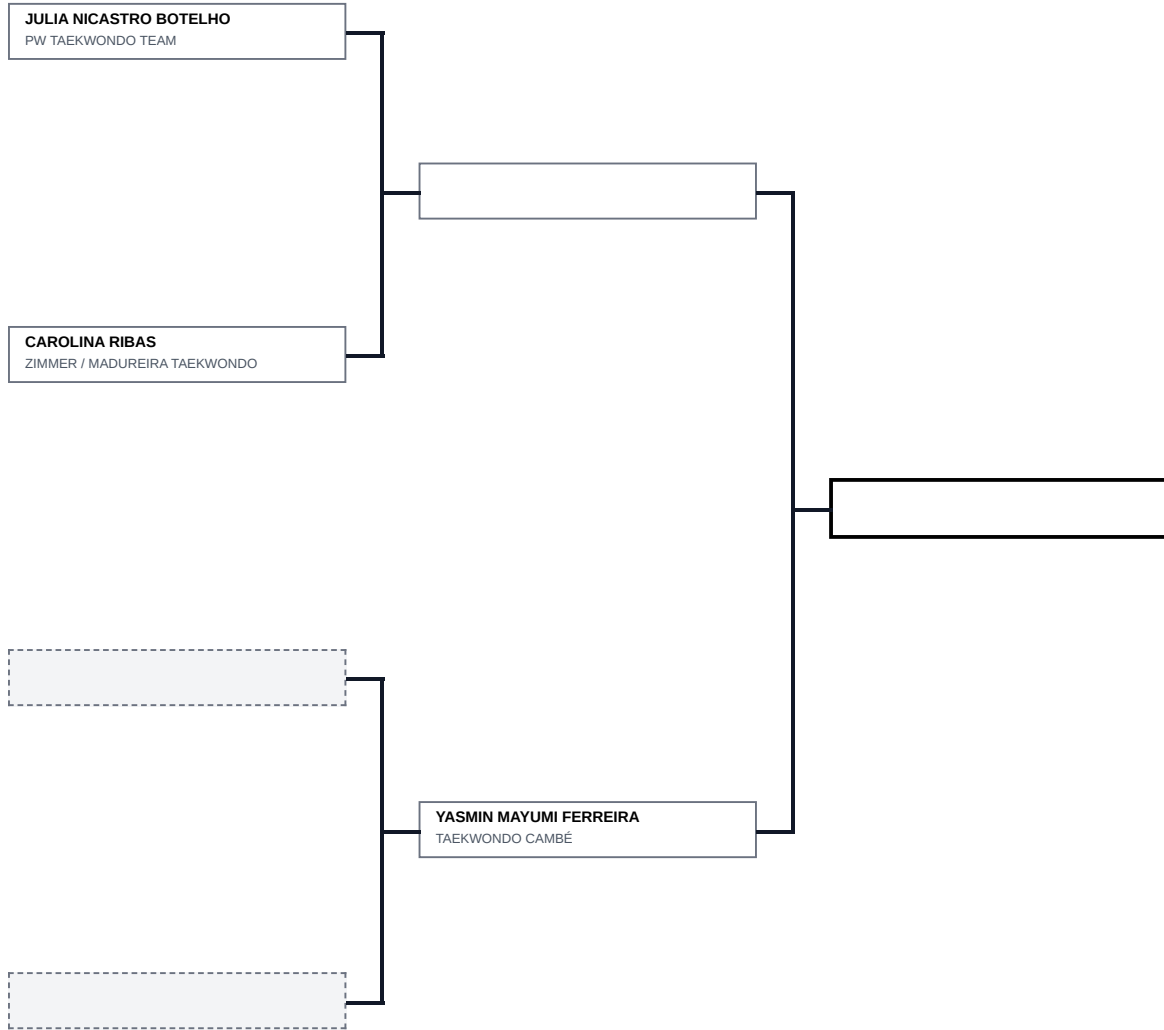 JULIA NICASTRO BOTELHO
PW TAEKWONDO TEAM
CAROLINA RIBAS
ZIMMER / MADUREIRA TAEKWONDO
YASMIN MAYUMI FERREIRA
TAEKWONDO CAMBÉ